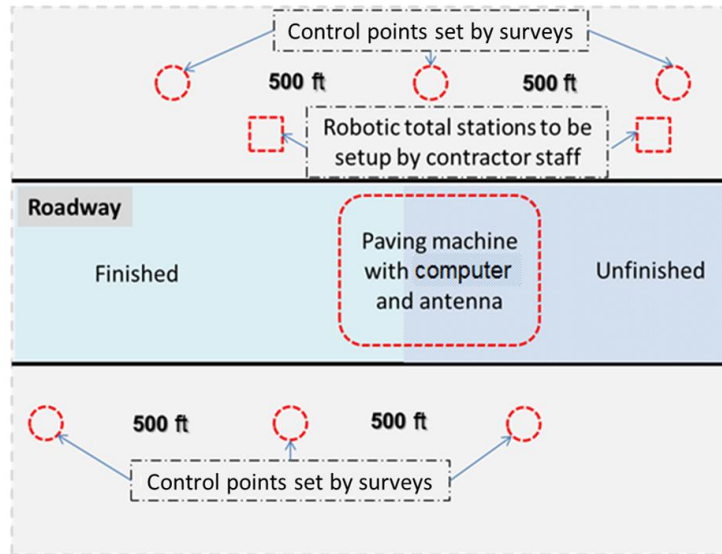 Control points set by surveys
500 ft
500 ft
Robotic total stations to be
setup by contractor staff
Roadway
Finished
Paving machine
with computer
and antenna
Unfinished
500 ft
500 ft
Control points set by surveys